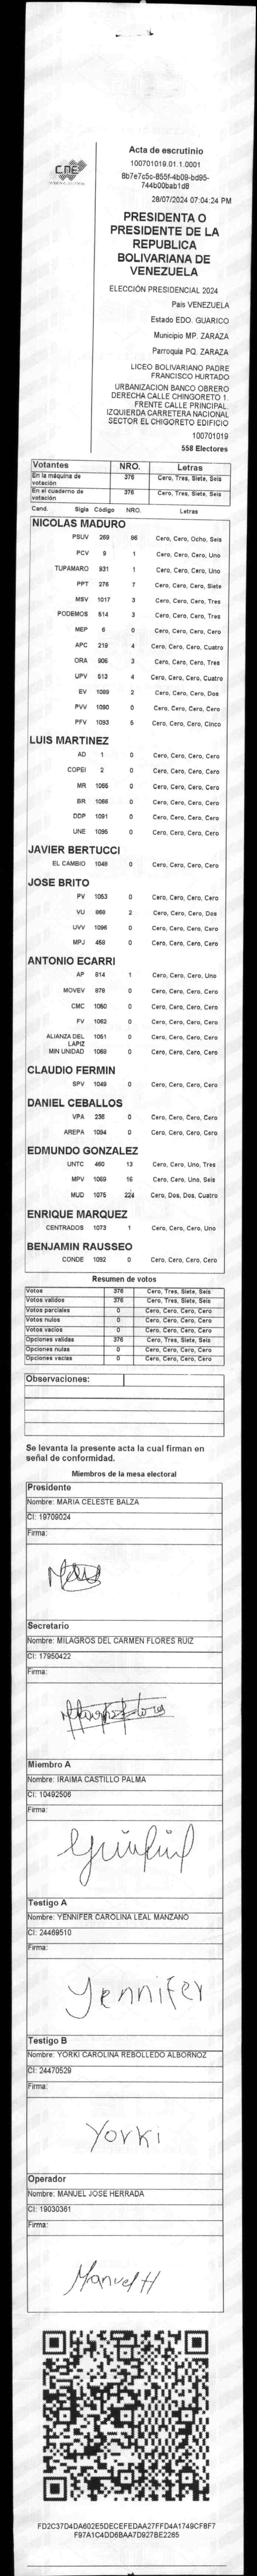 CNE
Acta de escrutinio
100701019.01.1.0001
8b7e7c5c-855f-4b09-bd95-
744b00bab1d8
28/07/2024 07:04:24 PM
PRESIDENTA O
PRESIDENTE DE LA
REPUBLICA
BOLIVARIANA DE
VENEZUELA
ELECCIÓN PRESIDENCIAL 2024
País VENEZUELA
Estado EDO. GUARICO
Municipio MP. ZARAZA
Parroquia PQ. ZARAZA
LICEO BOLIVARIANO PADRE
FRANCISCO HURTADO
URBANIZACION BANCO OBRERO
DERECHA CALLE CHINGORETO 1.
FRENTE CALLE PRINCIPAL.
IZQUIERDA CARRETERA NACIONAL
SECTOR EL CHIGORETO EDIFICIO
100701019
558 Electores
Votantes NRO. Letras
En la máquina de votación 376 Cero, Tres, Siete, Seis
En el cuaderno de votación 376 Cero, Tres, Siete, Seis
Cand. Sigla Código NRO. Letras
NICOLAS MADURO
PSUV 269 86 Cero, Cero, Ocho, Seis
PCV 9 1 Cero, Cero, Cero, Uno
TUPAMARO 931 1 Cero, Cero, Cero, Uno
PPT 276 7 Cero, Cero, Cero, Siete
MSV 1017 3 Cero, Cero, Cero, Tres
PODEMOS 514 3 Cero, Cero, Cero, Tres
MEP 6 0 Cero, Cero, Cero, Cero
APC 219 4 Cero, Cero, Cero, Cuatro
ORA 906 3 Cero, Cero, Cero, Tres
UPV 513 4 Cero, Cero, Cero, Cuatro
EV 1089 2 Cero, Cero, Cero, Dos
PVV 1090 0 Cero, Cero, Cero, Cero
PFV 1093 5 Cero, Cero, Cero, Cinco
LUIS MARTINEZ
AD 1 0 Cero, Cero, Cero, Cero
COPEI 2 0 Cero, Cero, Cero, Cero
MR 1055 0 Cero, Cero, Cero, Cero
BR 1066 0 Cero, Cero, Cero, Cero
DDP 1091 0 Cero, Cero, Cero, Cero
UNE 1095 0 Cero, Cero, Cero, Cero
JAVIER BERTUCCI
EL CAMBIO 1048 0 Cero, Cero, Cero, Cero
JOSE BRITO
PV 1053 0 Cero, Cero, Cero, Cero
VU 868 2 Cero, Cero, Cero, Dos
UVV 1096 0 Cero, Cero, Cero, Cero
MPJ 459 0 Cero, Cero, Cero, Cero
ANTONIO ECARRI
AP 814 1 Cero, Cero, Cero, Uno
MOVEV 878 0 Cero, Cero, Cero, Cero
CMC 1050 0 Cero, Cero, Cero, Cero
FV 1062 0 Cero, Cero, Cero, Cero
ALIANZA DEL LAPIZ 1051 0 Cero, Cero, Cero, Cero
MIN UNIDAD 1068 0 Cero, Cero, Cero, Cero
CLAUDIO FERMIN
SPV 1049 0 Cero, Cero, Cero, Cero
DANIEL CEBALLOS
VPA 236 0 Cero, Cero, Cero, Cero
AREPA 1094 0 Cero, Cero, Cero, Cero
EDMUNDO GONZALEZ
UNTC 460 13 Cero, Cero, Uno, Tres
MPV 1069 16 Cero, Cero, Uno, Seis
MUD 1075 224 Cero, Dos, Dos, Cuatro
ENRIQUE MARQUEZ
CENTRADOS 1073 1 Cero, Cero, Cero, Uno
BENJAMIN RAUSSEO
CONDE 1092 0 Cero, Cero, Cero, Cero
Resumen de votos
Votos 376 Cero, Tres, Siete, Seis
Votos validos 376 Cero, Tres, Siete, Seis
Votos parciales 0 Cero, Cero, Cero, Cero
Votos nulos 0 Cero, Cero, Cero, Cero
Votos vacios 0 Cero, Cero, Cero, Cero
Opciones validas 376 Cero, Tres, Siete, Seis
Opciones nulas 0 Cero, Cero, Cero, Cero
Opciones vacias 0 Cero, Cero, Cero, Cero
Observaciones:
Se levanta la presente acta la cual firman en
señal de conformidad.
Miembros de la mesa electoral
Presidente
Nombre: MARIA CELESTE BALZA
CI: 19709024
Firma:
Secretario
Nombre: MILAGROS DEL CARMEN FLORES RUIZ
CI: 17950422
Firma:
Miembro A
Nombre: IRAIMA CASTILLO PALMA
CI: 10492506
Firma:
Testigo A
Nombre: YENNIFER CAROLINA LEAL MANZANO
CI: 24469510
Firma:
Yennifer
Testigo B
Nombre: YORKI CAROLINA REBOLLEDO ALBORNOZ
CI: 24470529
Firma:
Yorki
Operador
Nombre: MANUEL JOSE HERRADA
CI: 19030361
Firma:
Manuel H
FD2C37D4DA602E5DECEFEDAA27FFD4A1749CF8F7
F97A1C4DD6BAA7D927BE2265